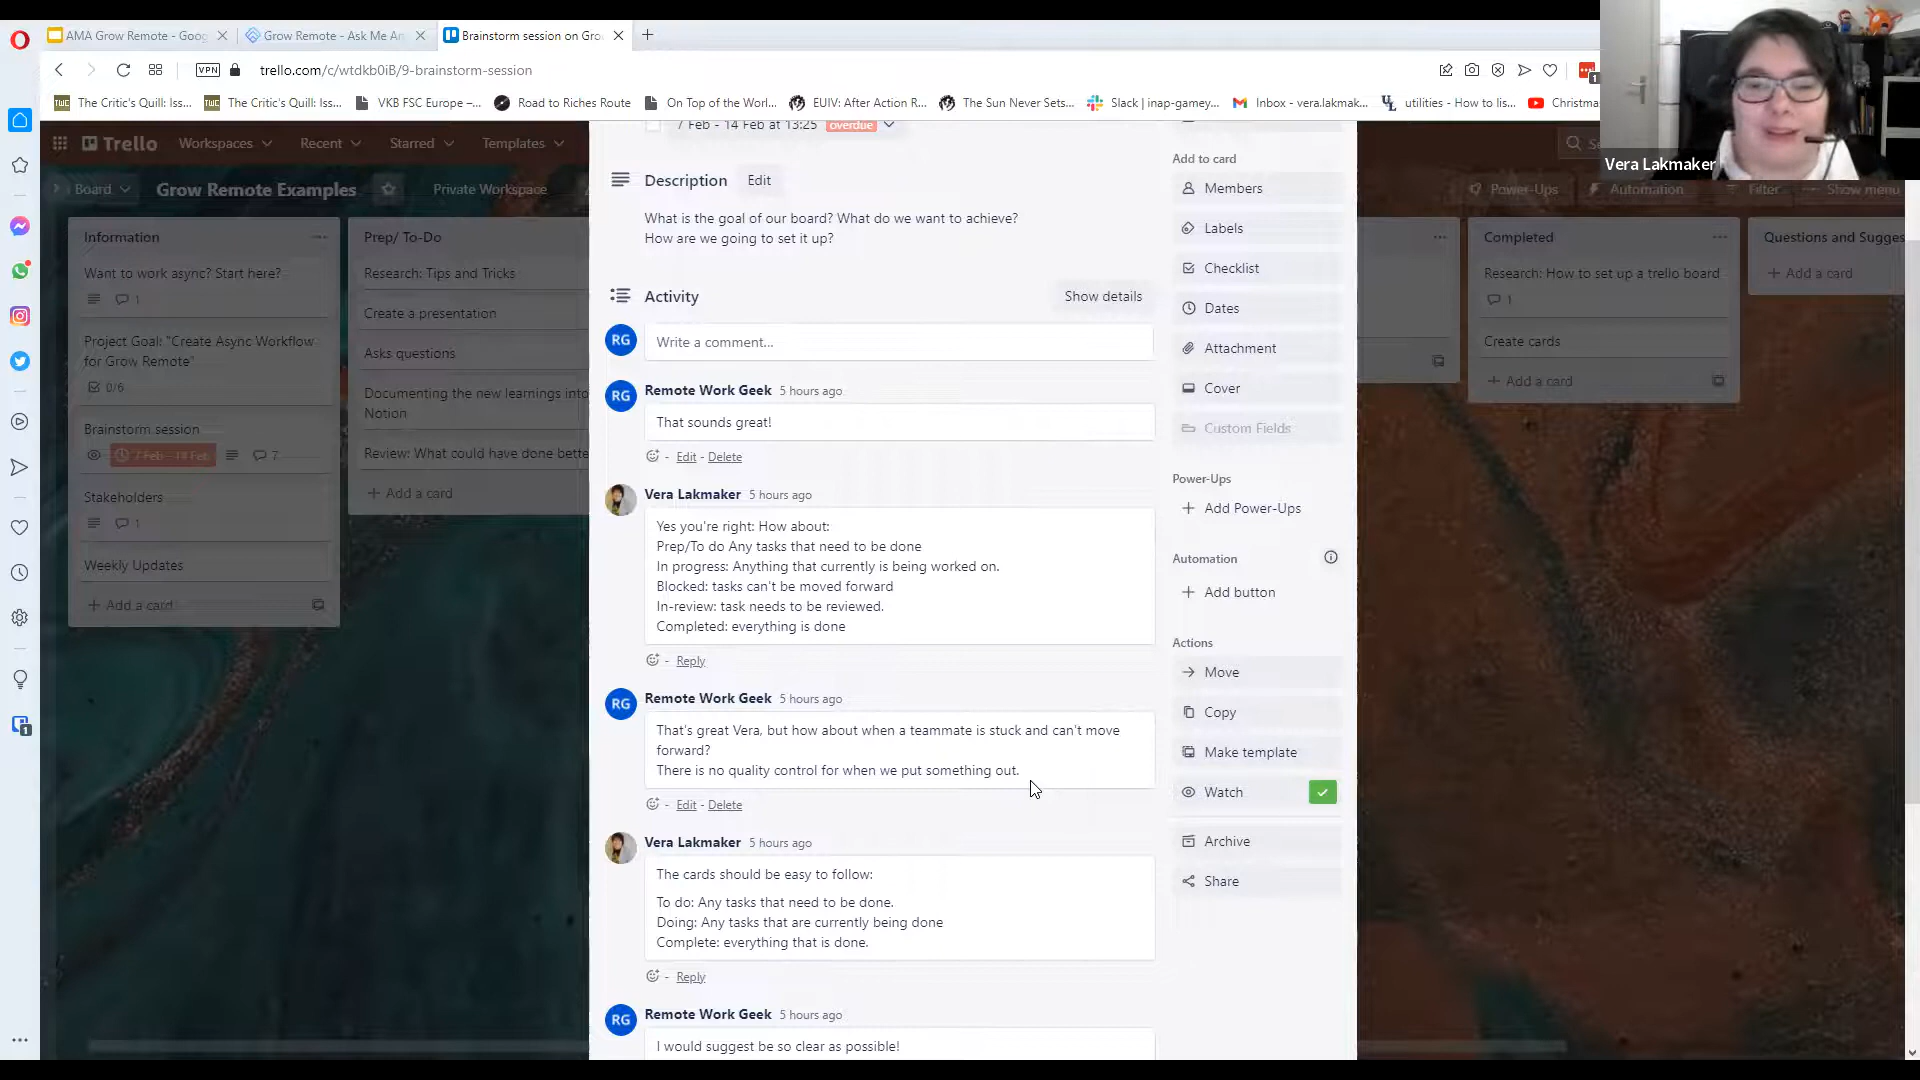 AMA Grow Remote - Goog
Grow Remote - Ask Me An
Brainstorm session on Gro
VPN
trello.com/c/wtdkb0iB/9-brainstorm-session
1
TWC The Critic's Quill: Iss...
TWC The Critic's Quill: Iss...
VKB FSC Europe –...
Road to Riches Route
On Top of the Worl...
EUIV: After Action R...
The Sun Never Sets...
Slack | inap-gamey...
Inbox - vera.lakmak...
utilities - How to lis...
Christma
Vera Lakmaker
Trello
Workspaces
Recent
Starred
Templates
Board
Grow Remote Examples
Private Workspace
Power-Ups
Automation
Filter
Show menu
Information
Want to work async? Start here?
1
Project Goal: "Create Async Workflow
for Grow Remote"
0/6
Brainstorm session
7 Feb - 14 Feb
7
Stakeholders
1
Weekly Updates
+ Add a card
Prep/ To-Do
Research: Tips and Tricks
Create a presentation
Asks questions
Documenting the new learnings into
Notion
Review: What could have done bette
+ Add a card
7 Feb - 14 Feb at 13:25 overdue
Description
Edit
What is the goal of our board? What do we want to achieve?
How are we going to set it up?
Activity
Show details
RG
Write a comment...
RG
Remote Work Geek 5 hours ago
That sounds great!
- Edit - Delete
Vera Lakmaker 5 hours ago
Yes you're right: How about:
Prep/To do Any tasks that need to be done
In progress: Anything that currently is being worked on.
Blocked: tasks can't be moved forward
In-review: task needs to be reviewed.
Completed: everything is done
- Reply
RG
Remote Work Geek 5 hours ago
That's great Vera, but how about when a teammate is stuck and can't move
forward?
There is no quality control for when we put something out.
- Edit - Delete
Vera Lakmaker 5 hours ago
The cards should be easy to follow:
To do: Any tasks that need to be done.
Doing: Any tasks that are currently being done
Complete: everything that is done.
- Reply
RG
Remote Work Geek 5 hours ago
I would suggest be so clear as possible!
Add to card
Members
Labels
Checklist
Dates
Attachment
Cover
Custom Fields
Power-Ups
+ Add Power-Ups
Automation
+ Add button
Actions
Move
Copy
Make template
Watch
Archive
Share
Completed
Research: How to set up a trello board
1
Create cards
+ Add a card
Questions and Sugges
+ Add a card
1